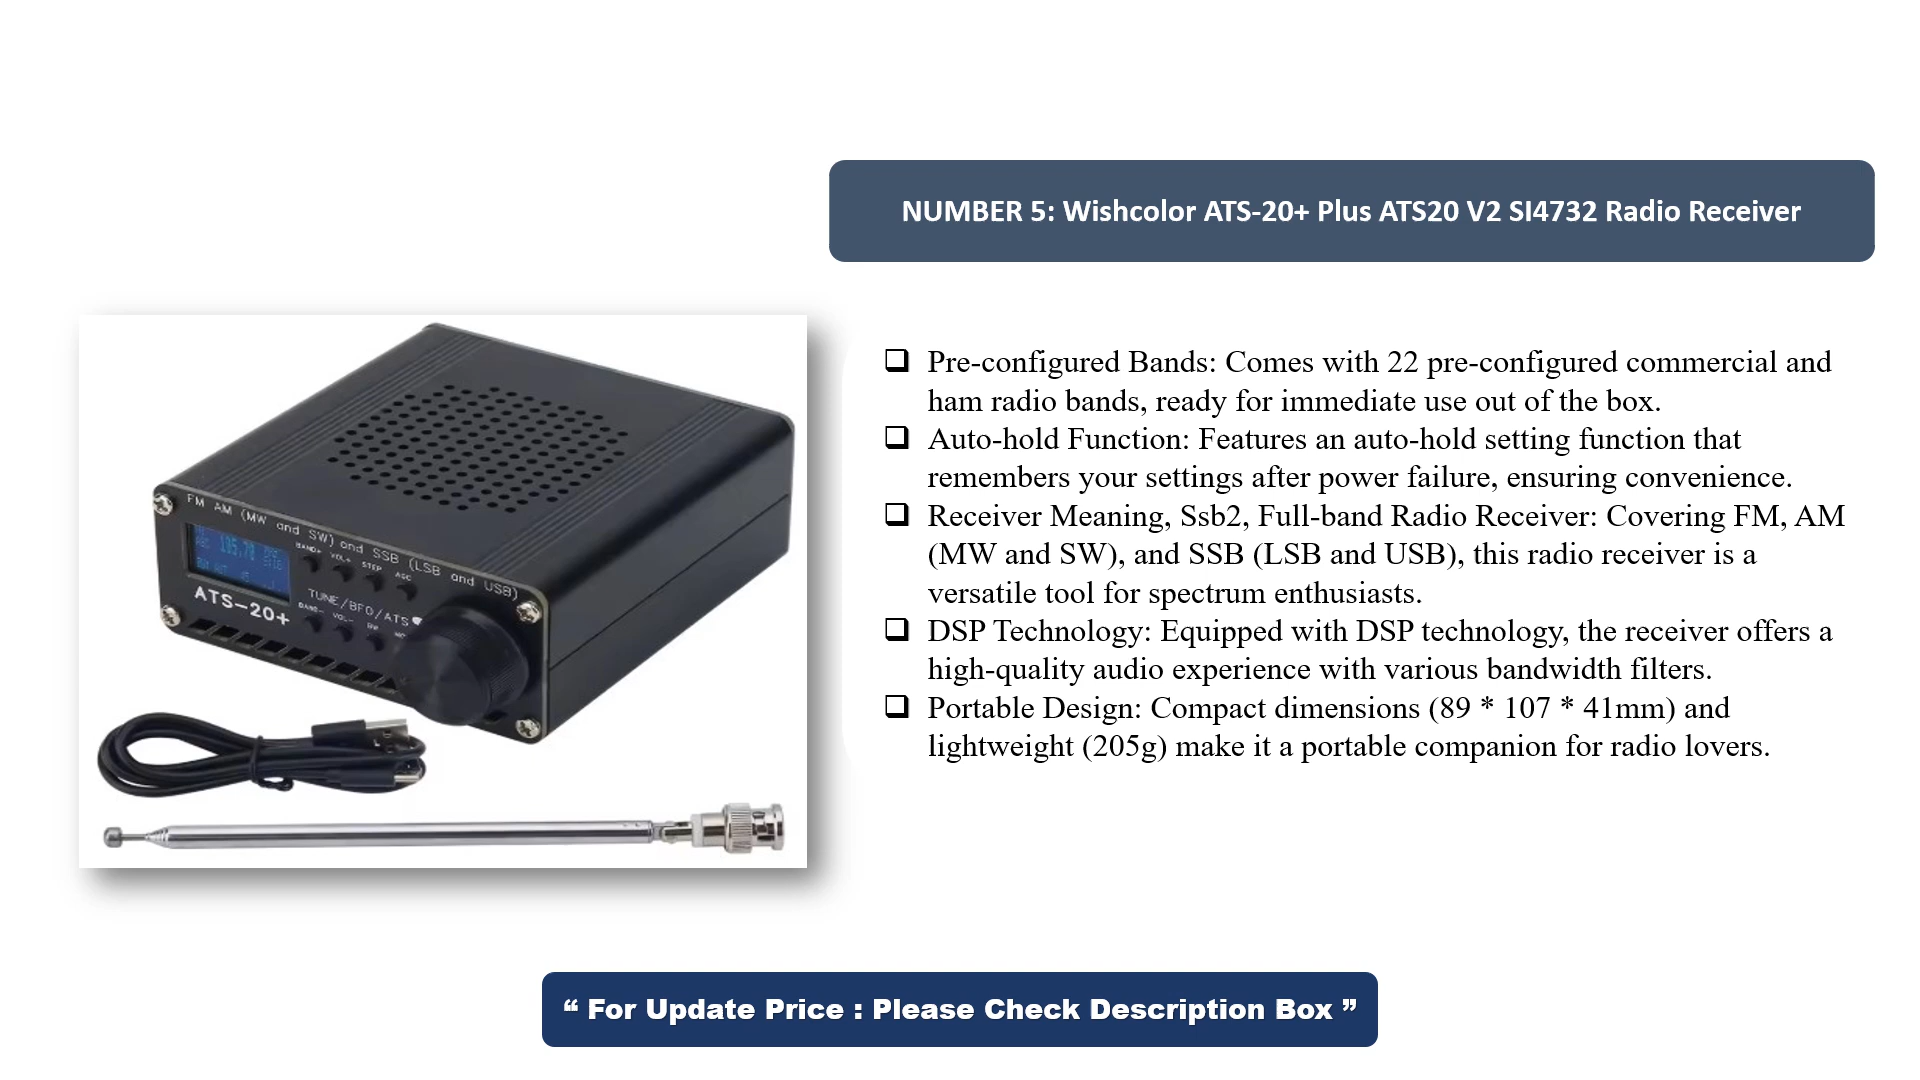 NUMBER 5: Wishcolor ATS-20+ Plus ATS20 V2 SI4732 Radio Receiver
FM AM (MW and SW) and SSB (LSB and USB)
BAND+ VOL+ STEP AGC
ATS-20+
TUNE/BFO/ATS
BAND- VOL- BW
❑ Pre-configured Bands: Comes with 22 pre-configured commercial and
ham radio bands, ready for immediate use out of the box.
❑ Auto-hold Function: Features an auto-hold setting function that
remembers your settings after power failure, ensuring convenience.
❑ Receiver Meaning, Ssb2, Full-band Radio Receiver: Covering FM, AM
(MW and SW), and SSB (LSB and USB), this radio receiver is a
versatile tool for spectrum enthusiasts.
❑ DSP Technology: Equipped with DSP technology, the receiver offers a
high-quality audio experience with various bandwidth filters.
❑ Portable Design: Compact dimensions (89 * 107 * 41mm) and
lightweight (205g) make it a portable companion for radio lovers.
“ For Update Price : Please Check Description Box ”